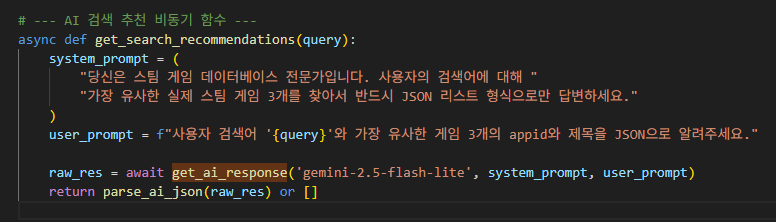 # --- AI 검색 추천 비동기 함수 ---
async def get_search_recommendations(query):
    system_prompt = (
        "당신은 스팀 게임 데이터베이스 전문가입니다. 사용자의 검색어에 대해 "
        "가장 유사한 실제 스팀 게임 3개를 찾아서 반드시 JSON 리스트 형식으로만 답변하세요."
    )
    user_prompt = f"사용자 검색어 '{query}'와 가장 유사한 게임 3개의 appid와 제목을 JSON으로 알려주세요."
    raw_res = await get_ai_response('gemini-2.5-flash-lite', system_prompt, user_prompt)
    return parse_ai_json(raw_res) or []